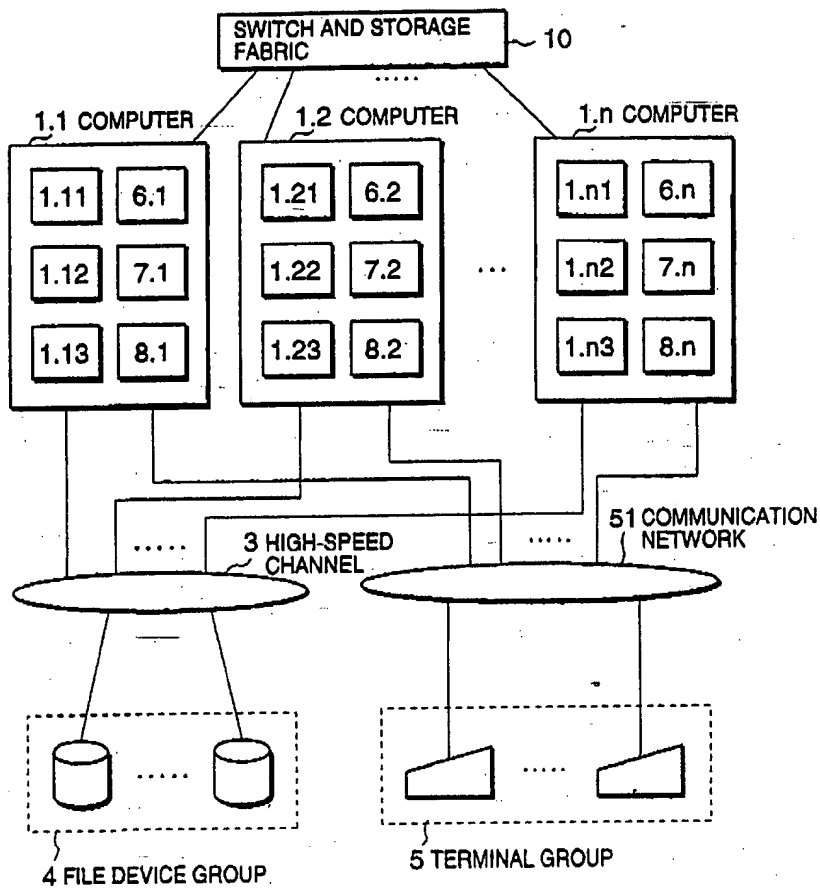 SWITCH AND STORAGE
FABRIC
10
.....
1.1 COMPUTER
1.2 COMPUTER
1.n COMPUTER
1.11 6.1
1.21 6.2
1.n1 6.n
1.12 7.1
1.22 7.2
...
1.n2 7.n
1.13 8.1
1.23 8.2
1.n3 8.n
.....
3 HIGH-SPEED
CHANNEL
.....
51 COMMUNICATION
NETWORK
.....
.....
4 FILE DEVICE GROUP
5 TERMINAL GROUP